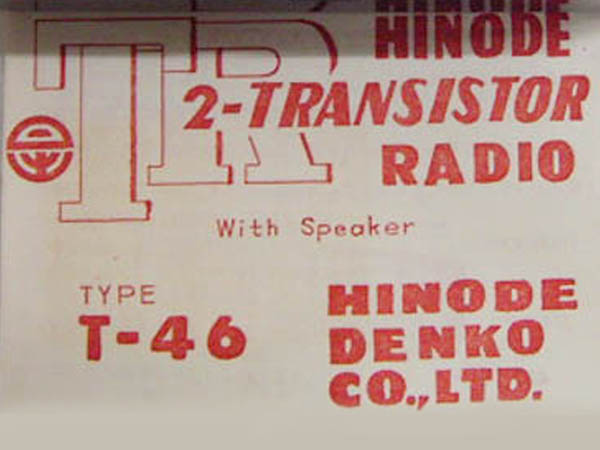 HINODE
TR
2-TRANSISTOR
RADIO
With Speaker
TYPE
T-46
HINODE
DENKO
CO.,LTD.